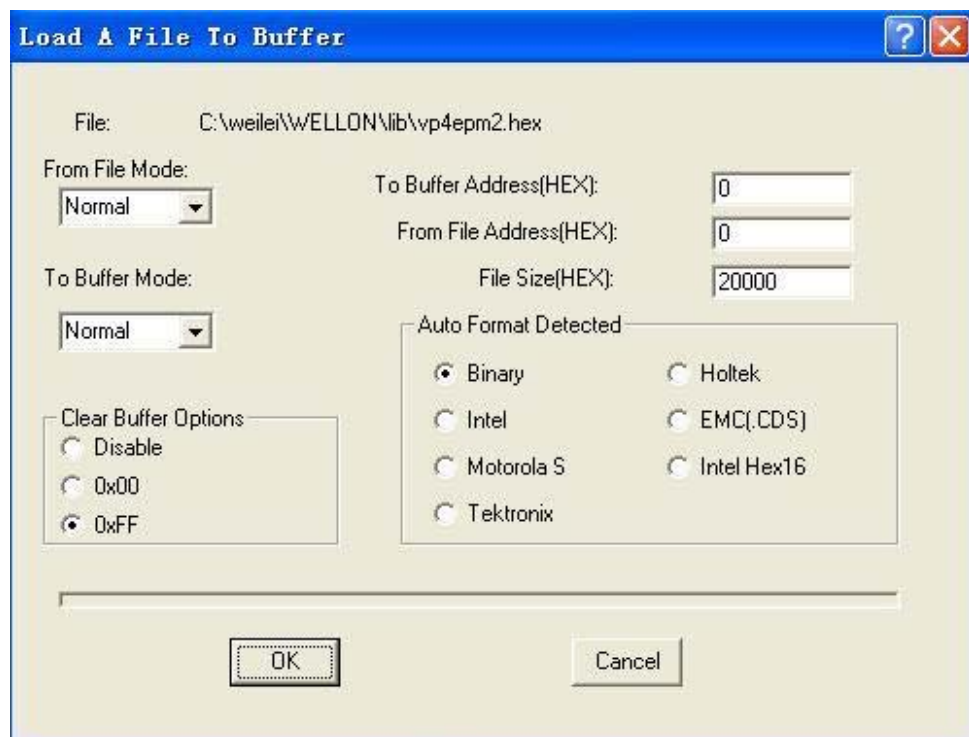 Load A File To Buffer
File: C:\weilei\WELLON\lib\vp4epm2.hex
From File Mode:
Normal
To Buffer Address(HEX): 0
From File Address(HEX): 0
To Buffer Mode:
File Size(HEX): 20000
Normal
Auto Format Detected
Binary
Holtek
Intel
EMC(.CDS)
Motorola S
Intel Hex16
Tektronix
Clear Buffer Options
Disable
0x00
0xFF
OK
Cancel